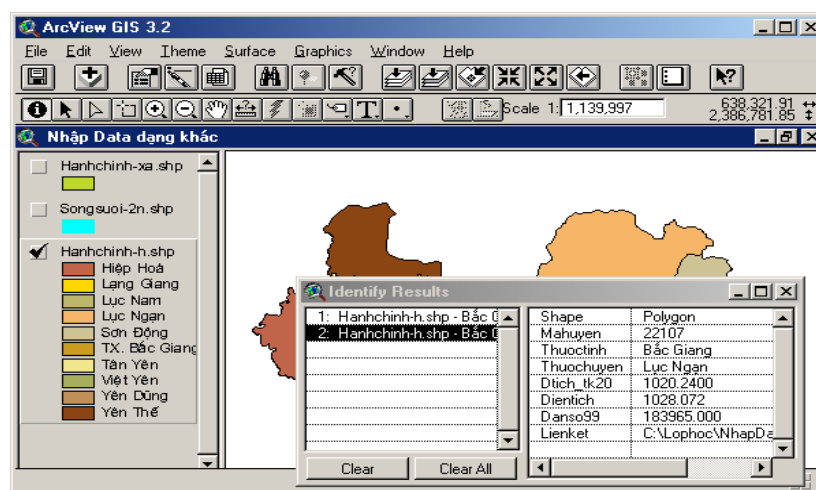 ArcView GIS 3.2
File Edit View Theme Surface Graphics Window Help
Scale 1: 1,139,997
638,321.91
2,386,781.85
Nhập Data dạng khác
Hanhchinh-xa.shp
Songsuoi-2n.shp
Hanhchinh-h.shp
Hiệp Hoà
Lạng Giang
Lục Nam
Lục Ngạn
Sơn Động
TX. Bắc Giang
Tân Yên
Việt Yên
Yên Dũng
Yên Thế
Identify Results
1: Hanhchinh-h.shp - Bắc
2: Hanhchinh-h.shp - Bắc
Shape Polygon
Mahuyen 22107
Thuoctinh Bắc Giang
Thuochuyen Lục Ngạn
Dtich_tk20 1020.2400
Dientich 1028.072
Danso99 183965.000
Lienket C:\Lophoc\NhapDa
Clear Clear All